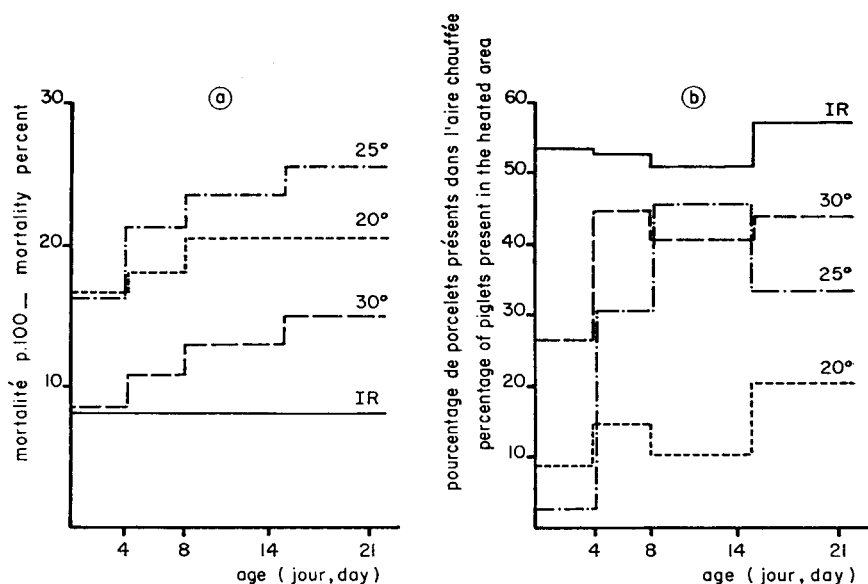 mortalité p.100 _ mortality percent
ⓐ
30
20
10
25°
20°
30°
IR
4 8 14 21
age ( jour, day )
pourcentage de porcelets présents dans l'aire chauffée
percentage of piglets present in the heated area
ⓑ
60
50
40
30
20
10
IR
30°
25°
20°
4 8 14 21
age ( jour, day )